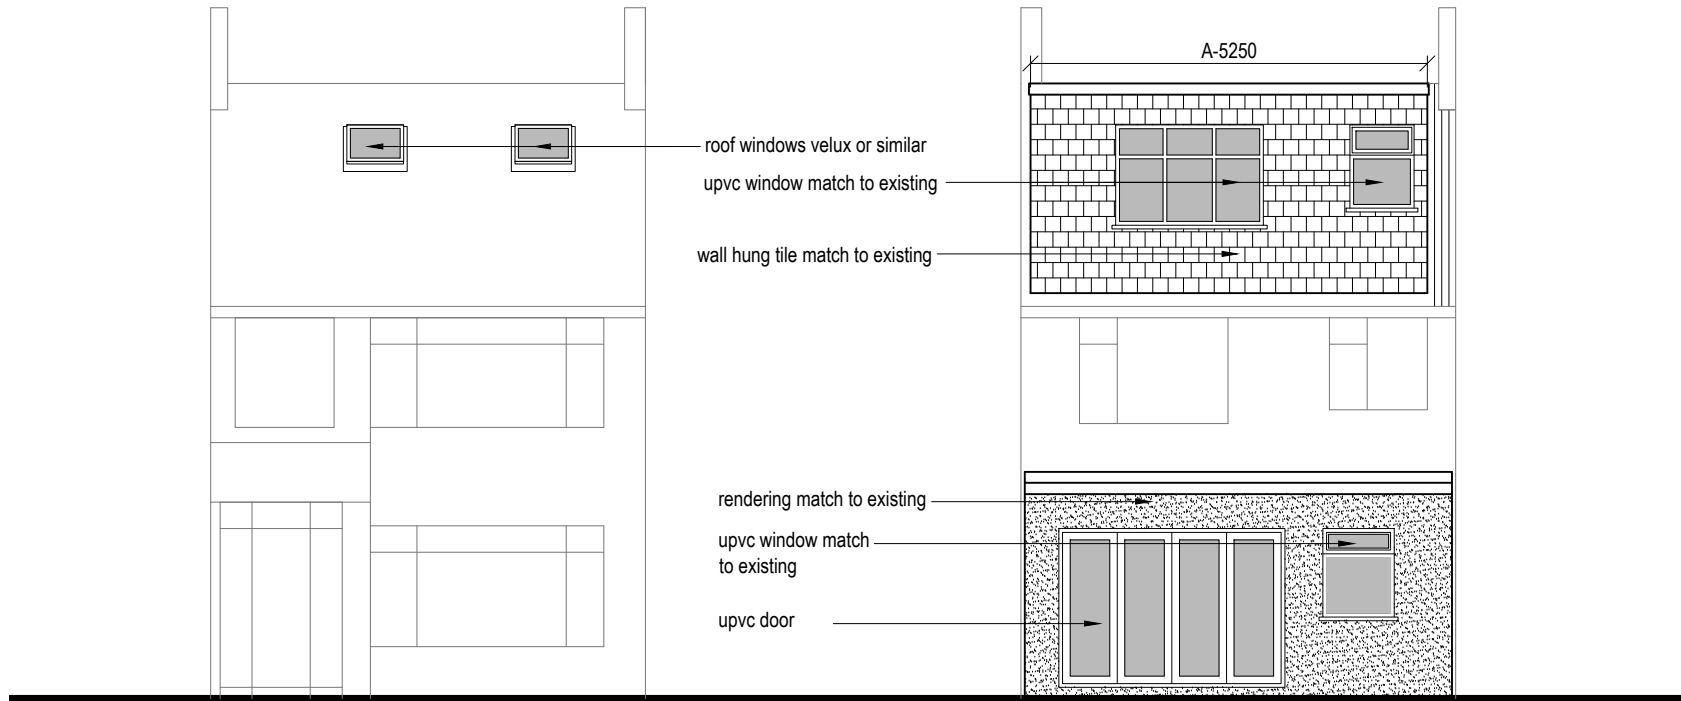 A-5250
roof windows velux or similar
upvc window match to existing
wall hung tile match to existing
rendering match to existing
upvc window match
to existing
upvc door